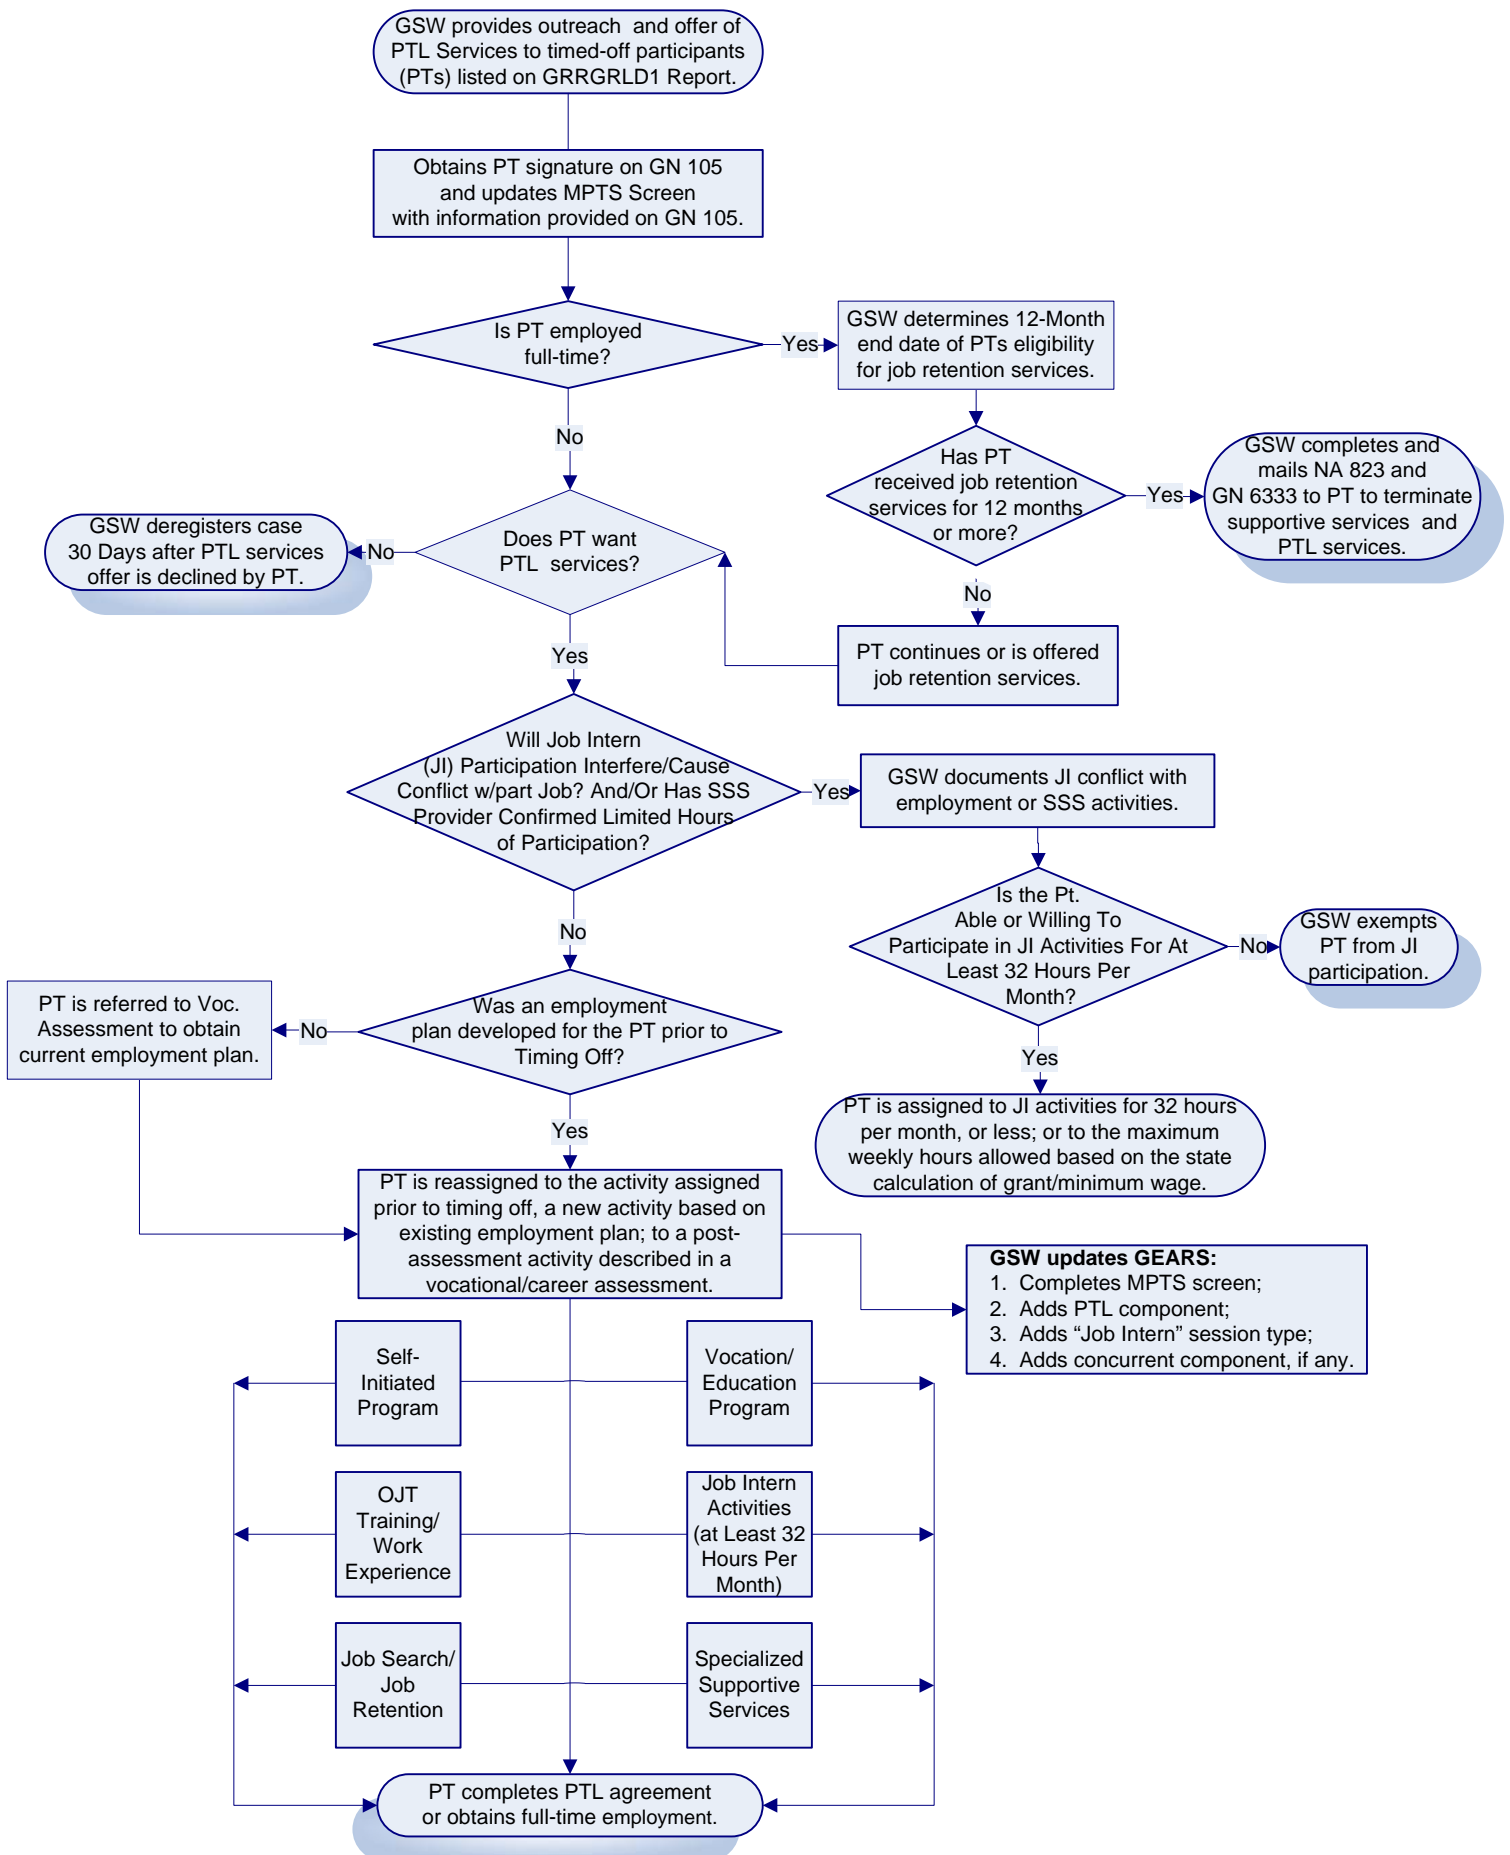 GSW provides outreach and offer of
PTL Services to timed-off participants
(PTs) listed on GRRGRLD1 Report.
Obtains PT signature on GN 105
and updates MPTS Screen
with information provided on GN 105.
Is PT employed
full-time?
Yes
GSW determines 12-Month
end date of PTs eligibility
for job retention services.
No
Has PT
received job retention
services for 12 months
or more?
Yes
GSW completes and
mails NA 823 and
GN 6333 to PT to terminate
supportive services and
PTL services.
GSW deregisters case
30 Days after PTL services
offer is declined by PT.
No
Does PT want
PTL services?
No
PT continues or is offered
job retention services.
Yes
Will Job Intern
(JI) Participation Interfere/Cause
Conflict w/part Job? And/Or Has SSS
Provider Confirmed Limited Hours
of Participation?
Yes
GSW documents JI conflict with
employment or SSS activities.
Is the Pt.
Able or Willing To
Participate in JI Activities For At
Least 32 Hours Per
Month?
No
GSW exempts
PT from JI
participation.
No
PT is referred to Voc.
Assessment to obtain
current employment plan.
No
Was an employment
plan developed for the PT prior to
Timing Off?
Yes
PT is assigned to JI activities for 32 hours
per month, or less; or to the maximum
weekly hours allowed based on the state
calculation of grant/minimum wage.
Yes
PT is reassigned to the activity assigned
prior to timing off, a new activity based on
existing employment plan; to a post-
assessment activity described in a
vocational/career assessment.
GSW updates GEARS:
1. Completes MPTS screen;
2. Adds PTL component;
3. Adds “Job Intern” session type;
4. Adds concurrent component, if any.
Self-
Initiated
Program
Vocation/
Education
Program
OJT
Training/
Work
Experience
Job Intern
Activities
(at Least 32
Hours Per
Month)
Job Search/
Job
Retention
Specialized
Supportive
Services
PT completes PTL agreement
or obtains full-time employment.